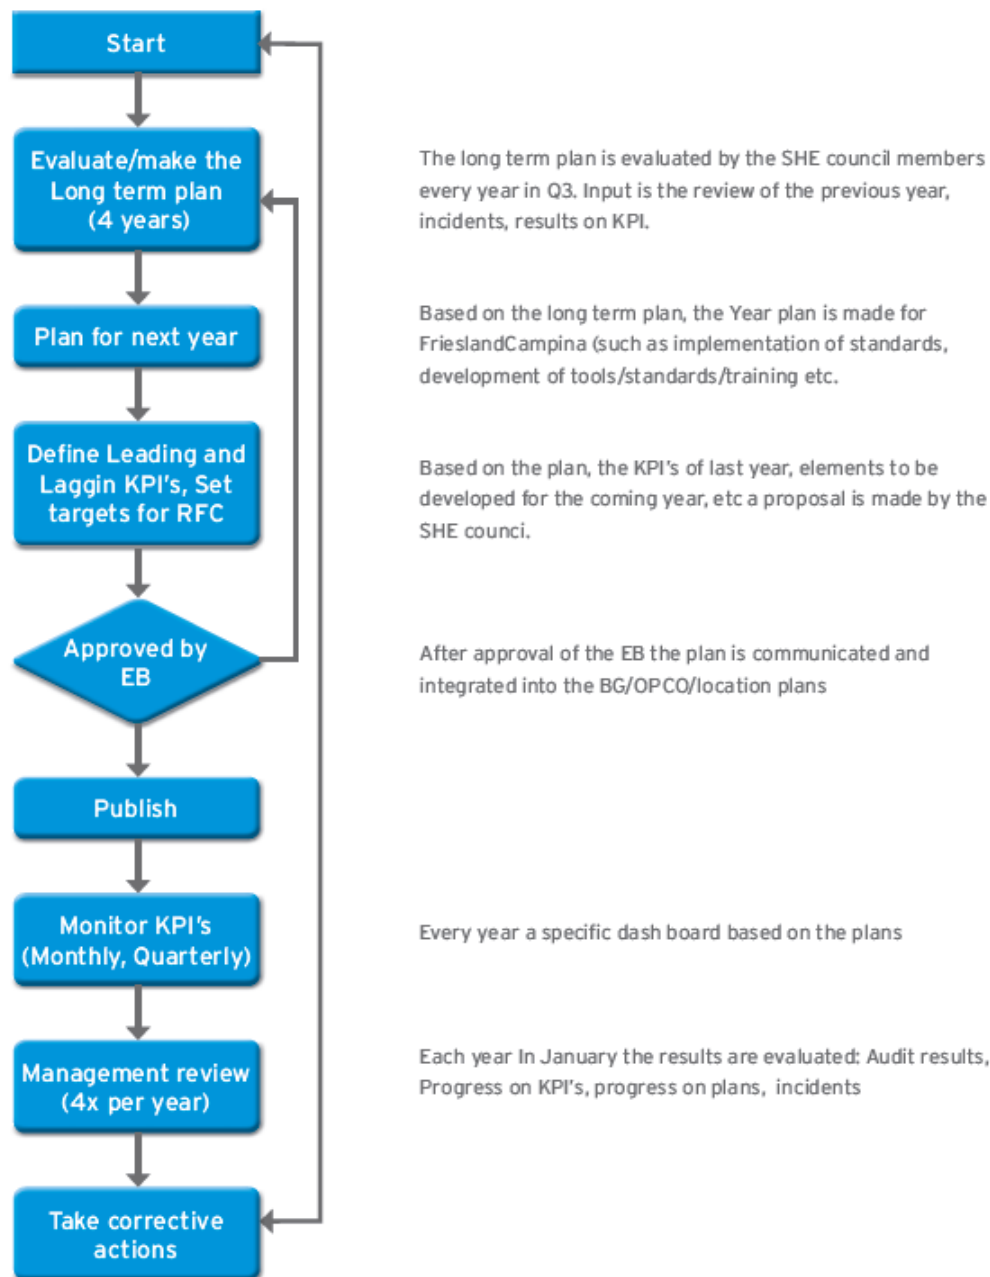 Start
Evaluate/make the
Long term plan
(4 years)
The long term plan is evaluated by the SHE council members
every year in Q3. Input is the review of the previous year,
incidents, results on KPI.
Plan for next year
Based on the long term plan, the Year plan is made for
FrieslandCampina (such as implementation of standards,
development of tools/standards/training etc.
Define Leading and
Laggin KPI's, Set
targets for RFC
Based on the plan, the KPI's of last year, elements to be
developed for the coming year, etc a proposal is made by the
SHE counci.
Approved by
EB
After approval of the EB the plan is communicated and
integrated into the BG/OPCO/location plans
Publish
Monitor KPI's
(Monthly, Quarterly)
Every year a specific dash board based on the plans
Management review
(4x per year)
Each year In January the results are evaluated: Audit results,
Progress on KPI's, progress on plans, incidents
Take corrective
actions